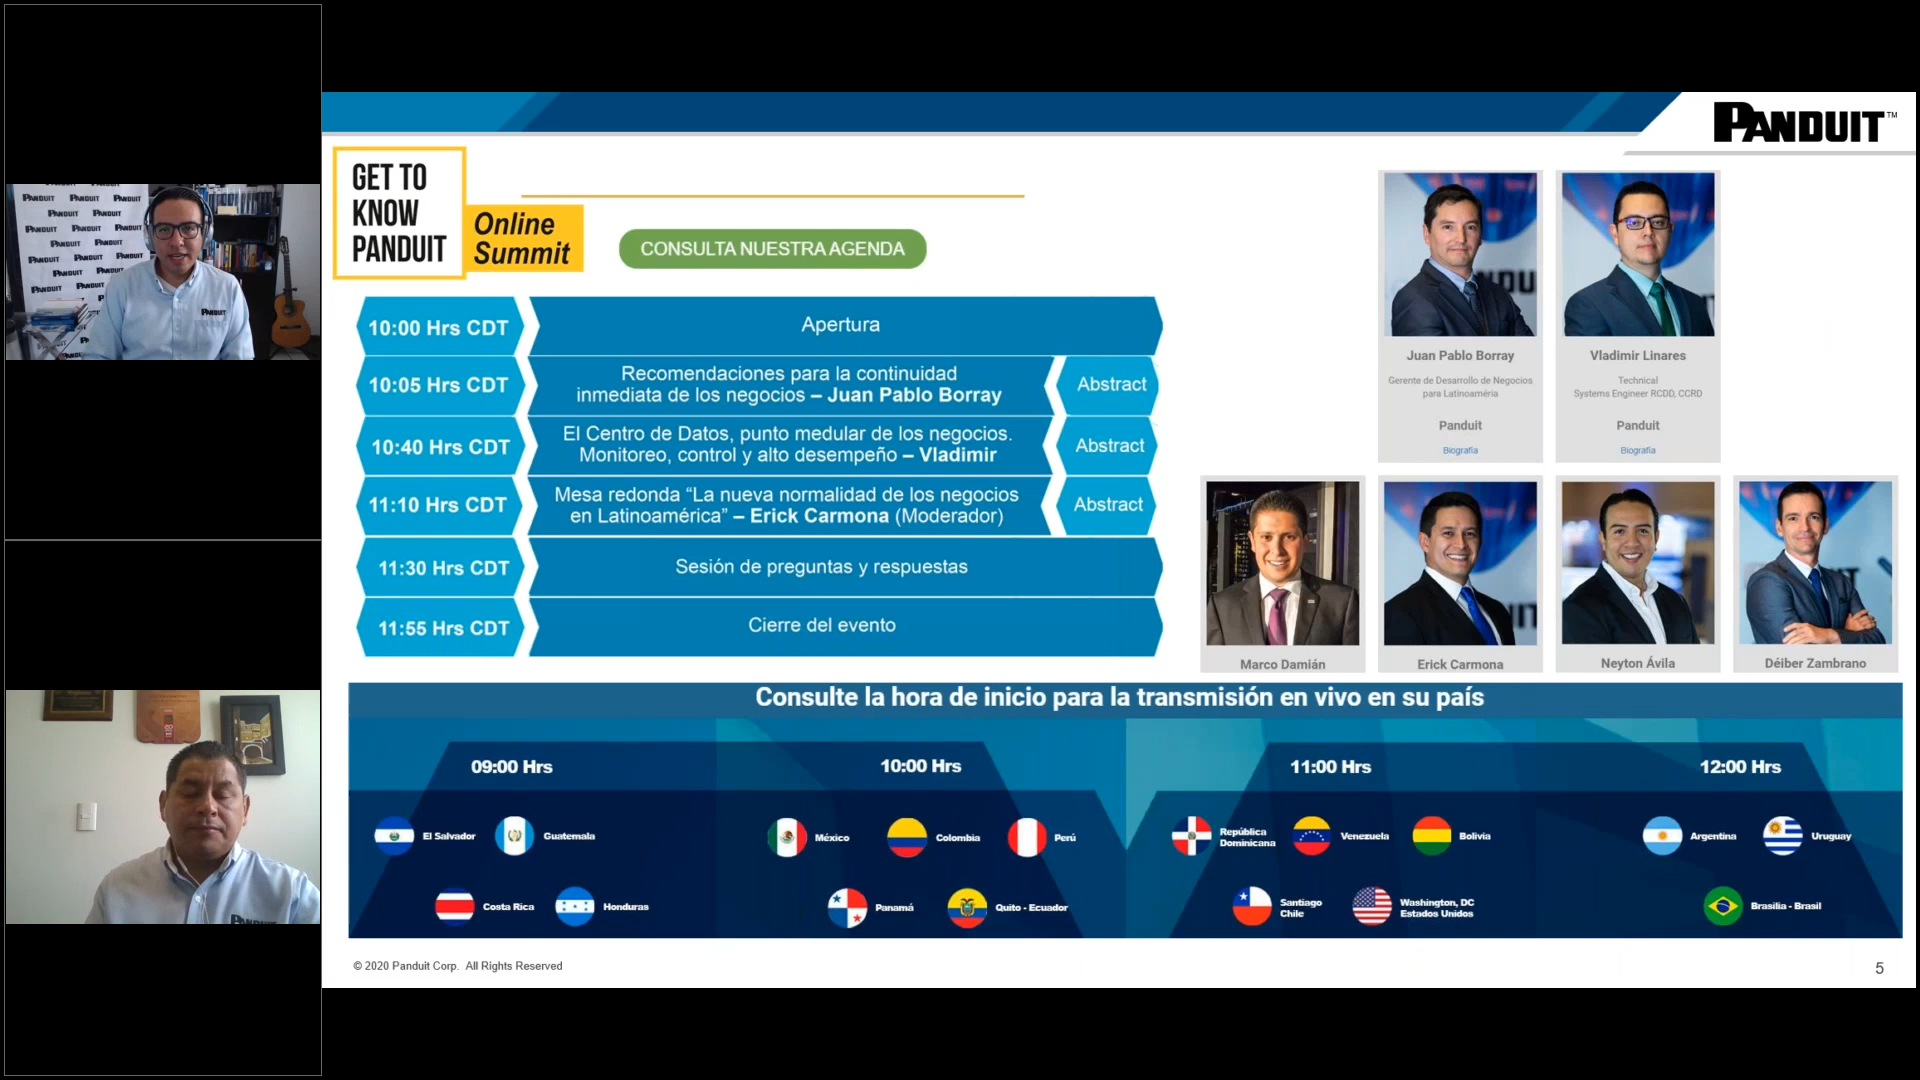 PANDUIT™
GET TO
KNOW
PANDUIT
Online
Summit
CONSULTA NUESTRA AGENDA
10:00 Hrs CDT
Apertura
10:05 Hrs CDT
Recomendaciones para la continuidad
inmediata de los negocios – Juan Pablo Borray
Abstract
10:40 Hrs CDT
El Centro de Datos, punto medular de los negocios.
Monitoreo, control y alto desempeño – Vladimir
Abstract
11:10 Hrs CDT
Mesa redonda “La nueva normalidad de los negocios
en Latinoamérica” – Erick Carmona (Moderador)
Abstract
11:30 Hrs CDT
Sesión de preguntas y respuestas
11:55 Hrs CDT
Cierre del evento
Juan Pablo Borray
Gerente de Desarrollo de Negocios
para Latinoaméria
Panduit
Biografía
Vladimir Linares
Technical
Systems Engineer RCDD, CCRD
Panduit
Biografía
Marco Damián
Erick Carmona
Neyton Ávila
Déiber Zambrano
Consulte la hora de inicio para la transmisión en vivo en su país
09:00 Hrs
El Salvador
Guatemala
Costa Rica
Honduras
10:00 Hrs
México
Colombia
Perú
Panamá
Quito - Ecuador
11:00 Hrs
República
Dominicana
Venezuela
Bolivia
Santiago
Chile
Washington, DC
Estados Unidos
12:00 Hrs
Argentina
Uruguay
Brasilia - Brasil
© 2020 Panduit Corp. All Rights Reserved
5